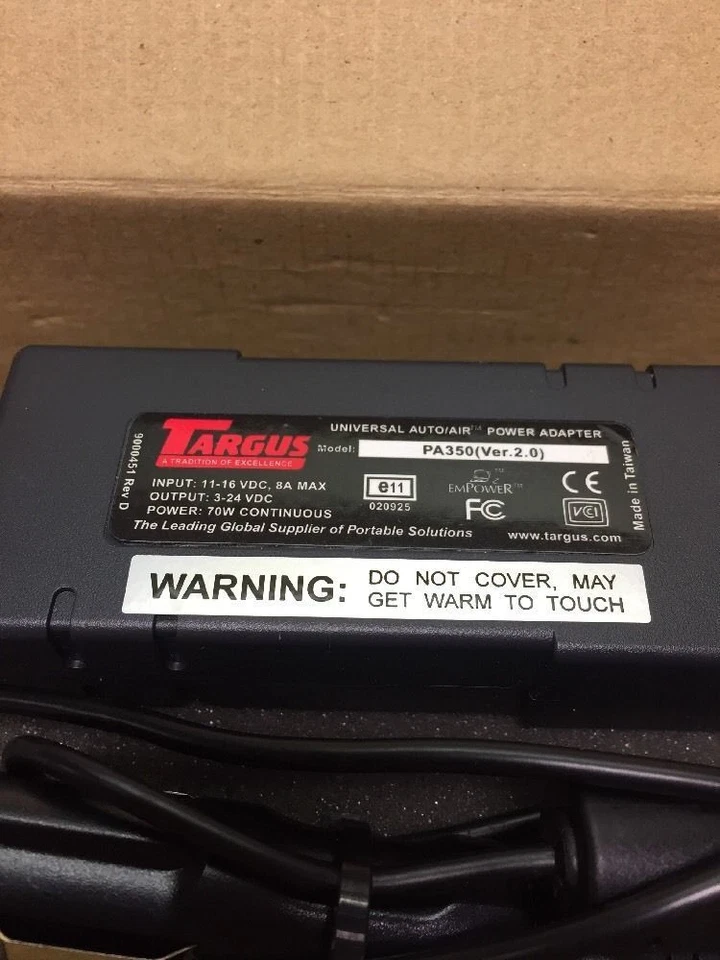 TARGUS
A TRADITION OF EXCELLENCE
UNIVERSAL AUTO/AIR™ POWER ADAPTER
Model: PA350(Ver.2.0)
INPUT: 11-16 VDC, 8A MAX
OUTPUT: 3-24 VDC
POWER: 70W CONTINUOUS
The Leading Global Supplier of Portable Solutions
e11
020925
EMPOWER™
FC
CE
VCI
www.targus.com
Made in Taiwan
9000451 Rev D
WARNING: DO NOT COVER, MAY
GET WARM TO TOUCH